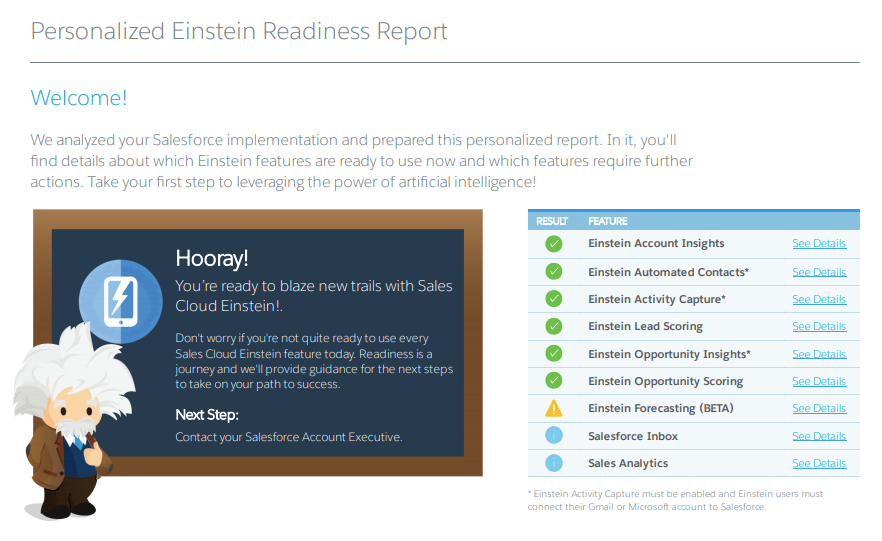 Personalized Einstein Readiness Report
Welcome!
We analyzed your Salesforce implementation and prepared this personalized report. In it, you'll
find details about which Einstein features are ready to use now and which features require further
actions. Take your first step to leveraging the power of artificial intelligence!
Hooray!
You're ready to blaze new trails with Sales
Cloud Einstein!.
Don't worry if you're not quite ready to use every
Sales Cloud Einstein feature today. Readiness is a
journey and we'll provide guidance for the next steps
to take on your path to success.
Next Step:
Contact your Salesforce Account Executive.
RESULT FEATURE
Einstein Account Insights See Details
Einstein Automated Contacts* See Details
Einstein Activity Capture* See Details
Einstein Lead Scoring See Details
Einstein Opportunity Insights* See Details
Einstein Opportunity Scoring See Details
Einstein Forecasting (BETA) See Details
Salesforce Inbox See Details
Sales Analytics See Details
* Einstein Activity Capture must be enabled and Einstein users must
connect their Gmail or Microsoft account to Salesforce.